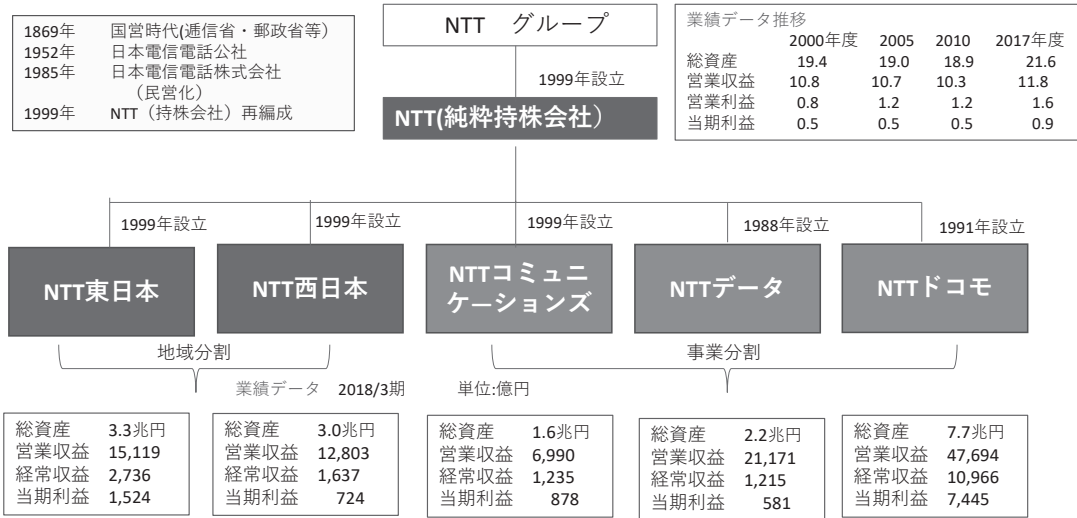 1869年 国営時代(逓信省・郵政省等)
1952年 日本電信電話公社
1985年 日本電信電話株式会社
（民営化）
1999年 NTT（持株会社）再編成
NTT グループ
1999年設立
NTT(純粋持株会社）
業績データ推移
2000年度 2005 2010 2017年度
総資産 19.4 19.0 18.9 21.6
営業収益 10.8 10.7 10.3 11.8
営業利益 0.8 1.2 1.2 1.6
当期利益 0.5 0.5 0.5 0.9
1999年設立 1999年設立 1999年設立 1988年設立 1991年設立
NTT東日本
NTT西日本
NTTコミュニ
ケーションズ
NTTデータ
NTTドコモ
地域分割 事業分割
業績データ 2018/3期 単位:億円
総資産 3.3兆円
営業収益 15,119
経常収益 2,736
当期利益 1,524
総資産 3.0兆円
営業収益 12,803
経常収益 1,637
当期利益 724
総資産 1.6兆円
営業収益 6,990
経常収益 1,235
当期利益 878
総資産 2.2兆円
営業収益 21,171
経常収益 1,215
当期利益 581
総資産 7.7兆円
営業収益 47,694
経常収益 10,966
当期利益 7,445